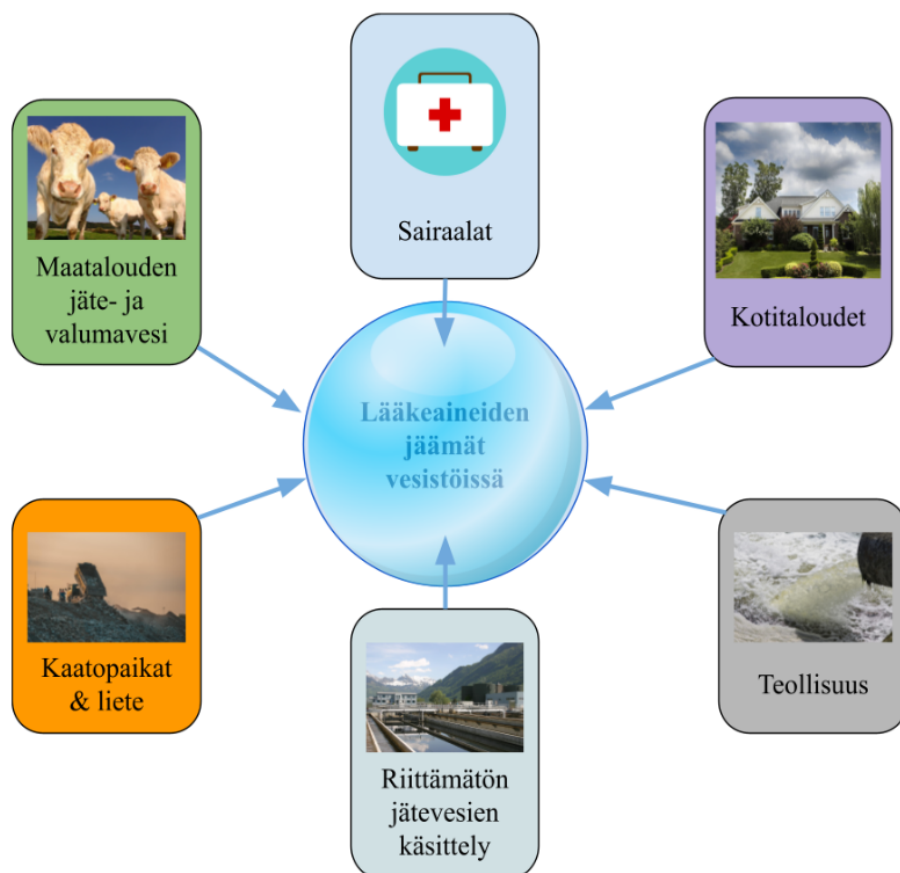 Sairaalat
Maatalouden
jäte- ja
valumavesi
Kotitaloudet
Lääkeaineiden
jäämät
vesistöissä
Kaatopaikat
& liete
Teollisuus
Riittämätön
jätevesien
käsittely